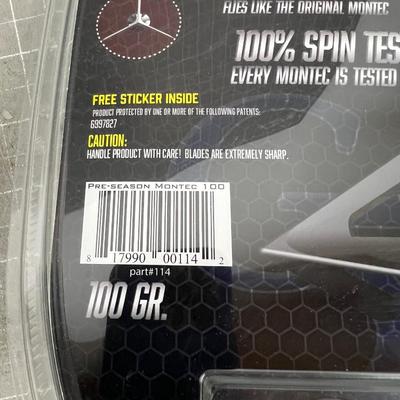 FLIES LIKE THE ORIGINAL MONTEC
100% SPIN TES
EVERY MONTEC IS TESTED
FREE STICKER INSIDE
PRODUCT PROTECTED BY ONE OR MORE OF THE FOLLOWING PATENTS:
6997827
CAUTION:
HANDLE PRODUCT WITH CARE! BLADES ARE EXTREMELY SHARP.
PRE-SEASON MONTEC 100
8 17990 00114 2
part#114
100 GR.